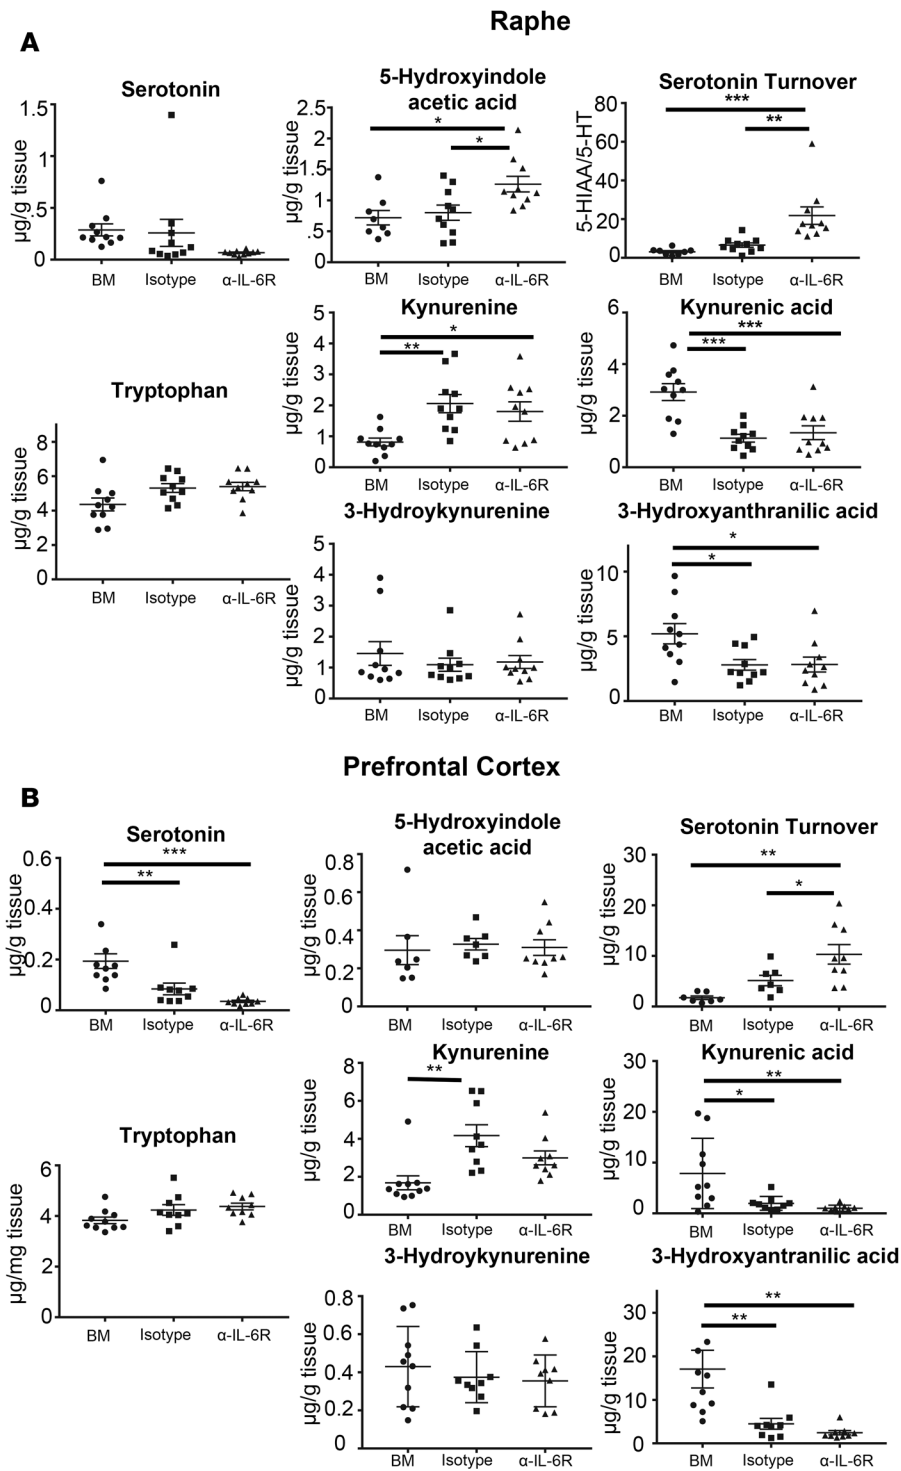 Raphe
A
Serotonin
µg/g tissue
1.5
1
.5
0
BM Isotype α-IL-6R
5-Hydroxyindole
acetic acid
µg/g tissue
2.5
2
1.5
1
.5
0
*
*
BM Isotype α-IL-6R
Serotonin Turnover
5-HIAA/5-HT
80
60
40
20
0
***
**
BM Isotype α-IL-6R
Kynurenine
µg/g tissue
5
4
3
2
1
0
*
**
BM Isotype α-IL-6R
Kynurenic acid
µg/g tissue
6
4
2
0
***
***
BM Isotype α-IL-6R
Tryptophan
µg/g tissue
8
6
4
2
0
BM Isotype α-IL-6R
3-Hydroykynurenine
µg/g tissue
5
4
3
2
1
0
BM Isotype α-IL-6R
3-Hydroxyanthranilic acid
µg/g tissue
10
5
0
*
*
BM Isotype α-IL-6R
Prefrontal Cortex
B
Serotonin
µg/g tissue
0.6
0.4
0.2
0
***
**
BM Isotype α-IL-6R
5-Hydroxyindole
acetic acid
µg/g tissue
0.8
0.6
0.4
0.2
0
BM Isotype α-IL-6R
Serotonin Turnover
µg/g tissue
30
20
10
0
**
*
BM Isotype α-IL-6R
Kynurenine
µg/g tissue
8
6
4
2
0
**
BM Isotype α-IL-6R
Kynurenic acid
µg/g tissue
30
20
10
0
**
*
BM Isotype α-IL-6R
Tryptophan
µg/mg tissue
6
4
2
0
BM Isotype α-IL-6R
3-Hydroykynurenine
µg/g tissue
0.8
0.6
0.4
0.2
0
BM Isotype α-IL-6R
3-Hydroxyantranilic acid
µg/g tissue
30
20
10
0
**
**
BM Isotype α-IL-6R